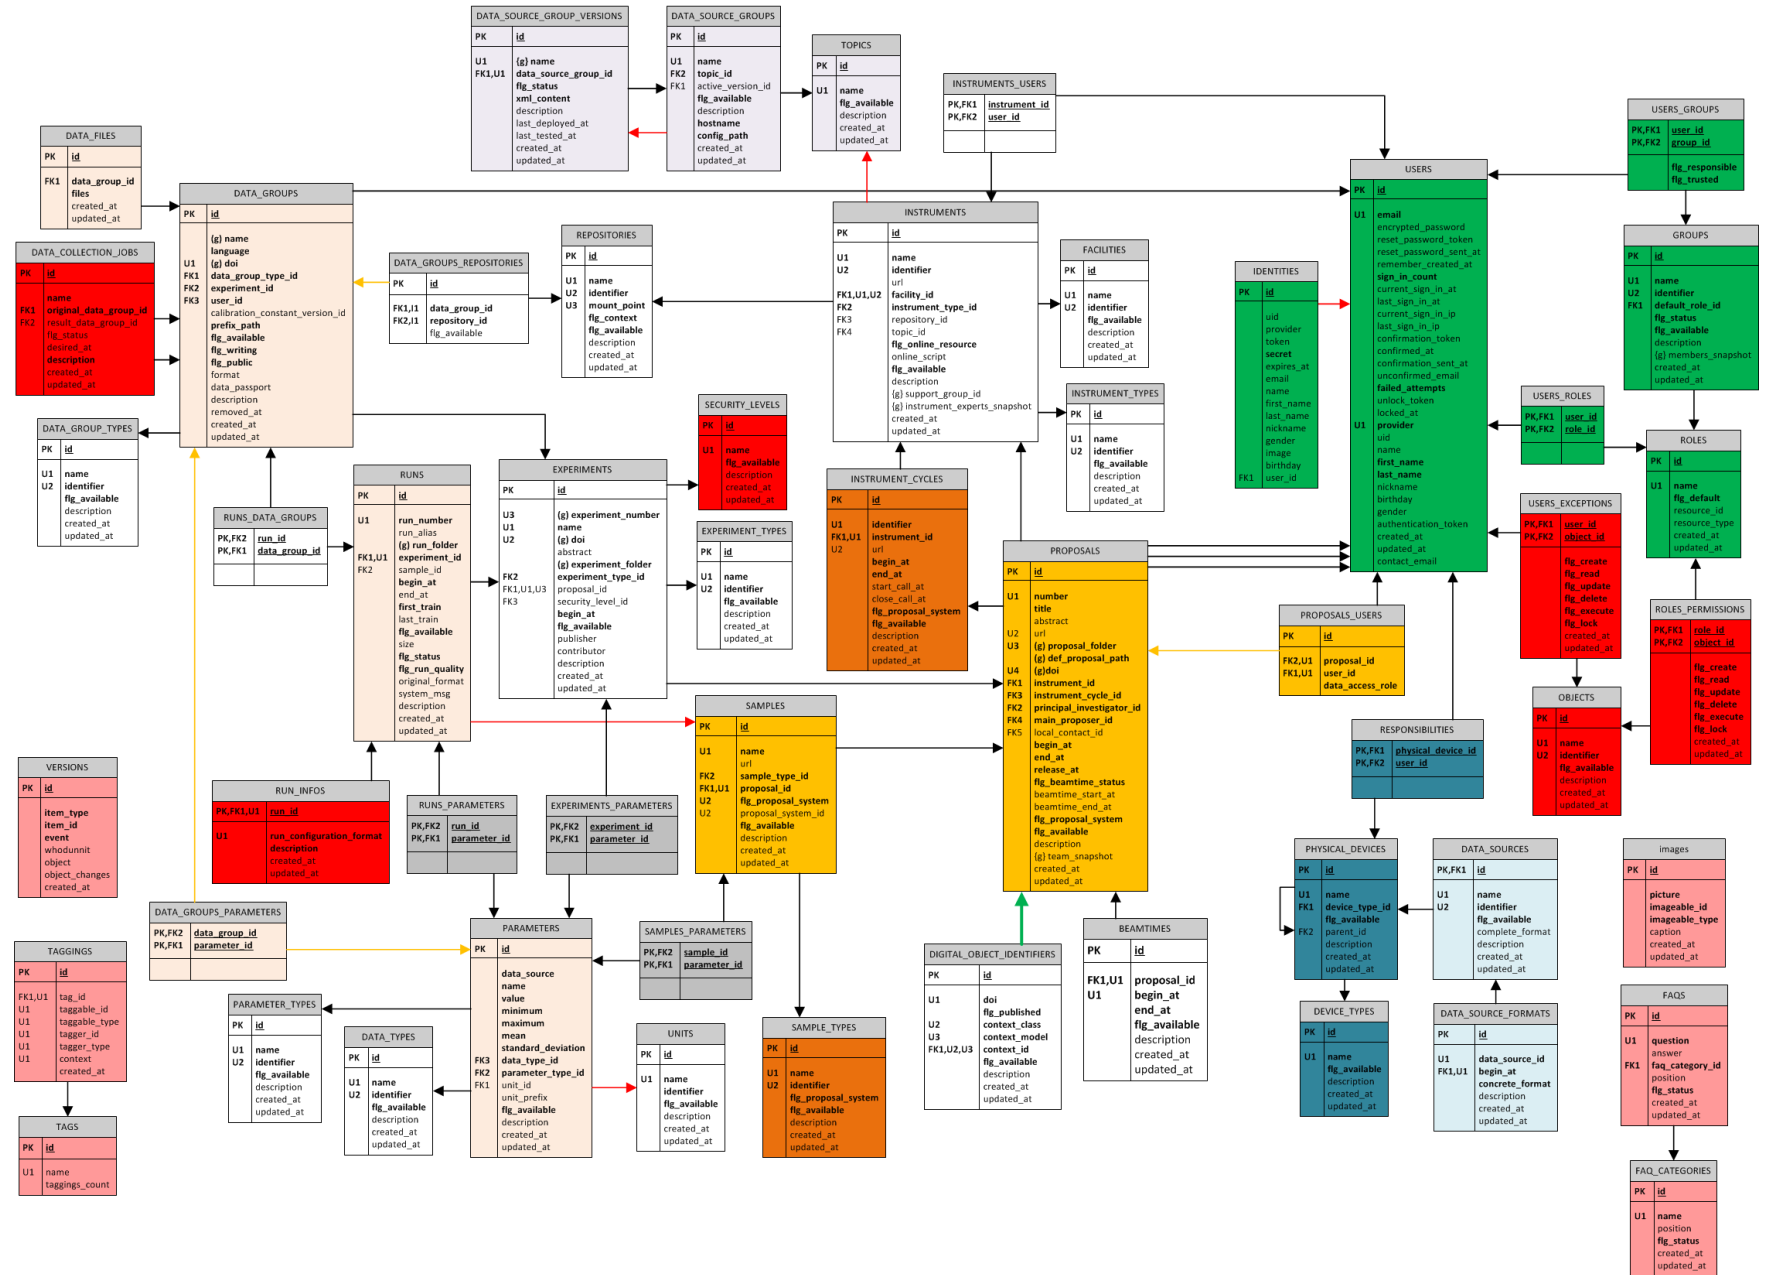 DATA_SOURCE_GROUP_VERSIONS
PK id
U1 {g} name
FK1,U1 data_source_group_id
flg_status
xml_content
description
last_deployed_at
last_tested_at
created_at
updated_at
DATA_SOURCE_GROUPS
PK id
U1 name
FK2 topic_id
FK1 active_version_id
flg_available
description
hostname
config_path
created_at
updated_at
TOPICS
PK id
U1 name
flg_available
description
created_at
updated_at
INSTRUMENTS_USERS
PK,FK1 instrument_id
PK,FK2 user_id
USERS_GROUPS
PK,FK1 user_id
PK,FK2 group_id
flg_responsible
flg_trusted
DATA_FILES
PK id
FK1 data_group_id
files
created_at
updated_at
DATA_GROUPS
PK id
(g) name
language
U1 (g) doi
FK1 data_group_type_id
FK2 experiment_id
FK3 user_id
calibration_constant_version_id
prefix_path
flg_available
flg_writing
flg_public
format
data_passport
description
removed_at
created_at
updated_at
DATA_COLLECTION_JOBS
PK id
name
FK1 original_data_group_id
FK2 result_data_group_id
flg_status
desired_at
description
created_at
updated_at
DATA_GROUPS_REPOSITORIES
PK id
FK1,I1 data_group_id
FK2,I1 repository_id
flg_available
REPOSITORIES
PK id
U1 name
U2 identifier
U3 mount_point
flg_context
flg_available
description
created_at
updated_at
INSTRUMENTS
PK id
U1 name
U2 identifier
url
FK1,U1,U2 facility_id
FK2 instrument_type_id
FK3 repository_id
FK4 topic_id
flg_online_resource
online_script
flg_available
description
{g} support_group_id
{g} instrument_experts_snapshot
created_at
updated_at
FACILITIES
PK id
U1 name
U2 identifier
flg_available
description
created_at
updated_at
IDENTITIES
PK id
uid
provider
token
secret
expires_at
email
name
first_name
last_name
nickname
gender
image
birthday
FK1 user_id
USERS
PK id
U1 email
encrypted_password
reset_password_token
reset_password_sent_at
remember_created_at
sign_in_count
current_sign_in_at
last_sign_in_at
current_sign_in_ip
last_sign_in_ip
confirmation_token
confirmed_at
confirmation_sent_at
unconfirmed_email
failed_attempts
unlock_token
locked_at
U1 provider
uid
name
first_name
last_name
nickname
birthday
gender
authentication_token
created_at
updated_at
contact_email
GROUPS
PK id
U1 name
U2 identifier
FK1 default_role_id
flg_status
flg_available
description
{g} members_snapshot
created_at
updated_at
DATA_GROUP_TYPES
PK id
U1 name
U2 identifier
flg_available
description
created_at
updated_at
SECURITY_LEVELS
PK id
U1 name
flg_available
description
created_at
updated_at
INSTRUMENT_TYPES
PK id
U1 name
U2 identifier
flg_available
description
created_at
updated_at
USERS_ROLES
PK,FK1 user_id
PK,FK2 role_id
ROLES
PK id
U1 name
flg_default
resource_id
resource_type
created_at
updated_at
RUNS_DATA_GROUPS
PK,FK2 run_id
PK,FK1 data_group_id
RUNS
PK id
U1 run_number
run_alias
(g) run_folder
FK1,U1 experiment_id
FK2 sample_id
begin_at
end_at
first_train
last_train
flg_available
size
flg_status
flg_run_quality
original_format
system_msg
description
created_at
updated_at
EXPERIMENTS
PK id
U3 (g) experiment_number
U1 name
U2 (g) doi
abstract
(g) experiment_folder
FK2 experiment_type_id
FK1,U1,U3 proposal_id
FK3 security_level_id
begin_at
flg_available
publisher
contributor
description
created_at
updated_at
EXPERIMENT_TYPES
PK id
U1 name
U2 identifier
flg_available
description
created_at
updated_at
INSTRUMENT_CYCLES
PK id
U1 identifier
FK1,U1 instrument_id
U2 url
begin_at
end_at
start_call_at
close_call_at
flg_proposal_system
flg_available
description
created_at
updated_at
PROPOSALS
PK id
U1 number
title
abstract
U2 url
U3 (g) proposal_folder
(g) def_proposal_path
U4 (g)doi
FK1 instrument_id
FK3 instrument_cycle_id
FK2 principal_investigator_id
FK4 main_proposer_id
FK5 local_contact_id
begin_at
end_at
release_at
flg_beamtime_status
beamtime_start_at
beamtime_end_at
flg_proposal_system
flg_available
description
{g} team_snapshot
created_at
updated_at
PROPOSALS_USERS
PK id
FK2,U1 proposal_id
FK1,U1 user_id
data_access_role
USERS_EXCEPTIONS
PK,FK1 user_id
PK,FK2 object_id
flg_create
flg_read
flg_update
flg_delete
flg_execute
flg_lock
created_at
updated_at
ROLES_PERMISSIONS
PK,FK1 role_id
PK,FK2 object_id
flg_create
flg_read
flg_update
flg_delete
flg_execute
flg_lock
created_at
updated_at
OBJECTS
PK id
U1 name
U2 identifier
flg_available
description
created_at
updated_at
RESPONSIBILITIES
PK,FK1 physical_device_id
PK,FK2 user_id
SAMPLES
PK id
U1 name
url
FK2 sample_type_id
FK1,U1 proposal_id
U2 flg_proposal_system
U2 proposal_system_id
flg_available
description
created_at
updated_at
VERSIONS
PK id
item_type
item_id
event
whodunnit
object
object_changes
created_at
RUN_INFOS
PK,FK1,U1 run_id
U1 run_configuration_format
description
created_at
updated_at
RUNS_PARAMETERS
PK,FK2 run_id
PK,FK1 parameter_id
EXPERIMENTS_PARAMETERS
PK,FK2 experiment_id
PK,FK1 parameter_id
PHYSICAL_DEVICES
PK id
U1 name
FK1 device_type_id
flg_available
FK2 parent_id
description
created_at
updated_at
DATA_SOURCES
PK,FK1 id
U1 name
U2 identifier
flg_available
complete_format
description
created_at
updated_at
images
PK id
picture
imageable_id
imageable_type
caption
created_at
updated_at
DATA_GROUPS_PARAMETERS
PK,FK2 data_group_id
PK,FK1 parameter_id
PARAMETERS
PK id
data_source
name
value
minimum
maximum
mean
standard_deviation
FK3 data_type_id
FK2 parameter_type_id
FK1 unit_id
unit_prefix
flg_available
description
created_at
updated_at
SAMPLES_PARAMETERS
PK,FK2 sample_id
PK,FK1 parameter_id
DIGITAL_OBJECT_IDENTIFIERS
PK id
U1 doi
flg_published
U2 context_class
U3 context_model
FK1,U2,U3 context_id
flg_available
description
created_at
updated_at
BEAMTIMES
PK id
FK1,U1 proposal_id
U1 begin_at
end_at
flg_available
description
created_at
updated_at
TAGGINGS
PK id
FK1,U1 tag_id
U1 taggable_id
U1 taggable_type
U1 tagger_id
U1 tagger_type
U1 context
created_at
PARAMETER_TYPES
PK id
U1 name
U2 identifier
flg_available
description
created_at
updated_at
DATA_TYPES
PK id
U1 name
U2 identifier
flg_available
description
created_at
updated_at
UNITS
PK id
U1 name
identifier
flg_available
description
created_at
updated_at
SAMPLE_TYPES
PK id
U1 name
U2 identifier
flg_proposal_system
flg_available
description
created_at
updated_at
DEVICE_TYPES
PK id
U1 name
flg_available
description
created_at
updated_at
DATA_SOURCE_FORMATS
PK id
U1 data_source_id
FK1,U1 begin_at
concrete_format
description
created_at
updated_at
FAQS
PK id
U1 question
answer
FK1 faq_category_id
position
flg_status
created_at
updated_at
TAGS
PK id
U1 name
taggings_count
FAQ_CATEGORIES
PK id
U1 name
position
flg_status
created_at
updated_at